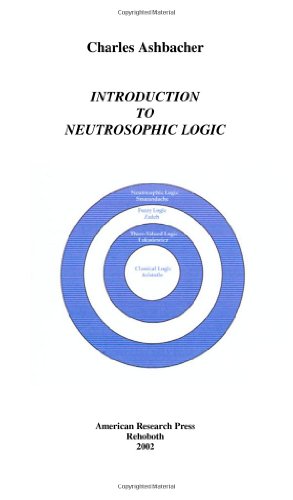 Charles Ashbacher
INTRODUCTION
TO
NEUTROSOPHIC LOGIC
Neutrosophic Logic
Smarandache
Fuzzy Logic
Zadeh
Three-Valued Logic
Lukasiewicz
Classical Logic
Aristotle
American Research Press
Rehoboth
2002